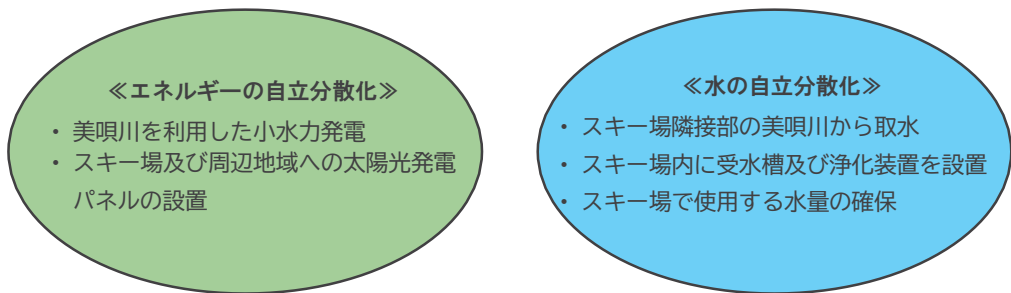 ≪エネルギーの自立分散化≫
・ 美唄川を利用した小水力発電
・ スキー場及び周辺地域への太陽光発電
パネルの設置
≪水の自立分散化≫
・ スキー場隣接部の美唄川から取水
・ スキー場内に受水槽及び浄化装置を設置
・ スキー場で使用する水量の確保